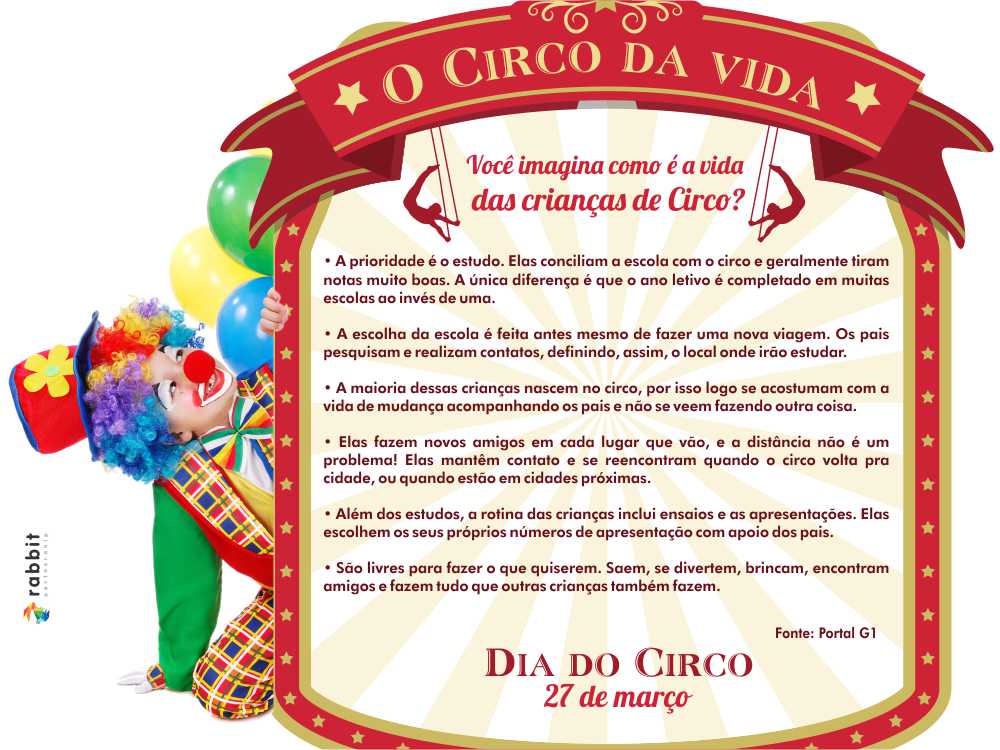 O CIRCO DA VIDA
Você imagina como é a vida
das crianças de Circo?
• A prioridade é o estudo. Elas conciliam a escola com o circo e geralmente tiram
notas muito boas. A única diferença é que o ano letivo é completado em muitas
escolas ao invés de uma.
• A escolha da escola é feita antes mesmo de fazer uma nova viagem. Os pais
pesquisam e realizam contatos, definindo, assim, o local onde irão estudar.
• A maioria dessas crianças nascem no circo, por isso logo se acostumam com a
vida de mudança acompanhando os pais e não se veem fazendo outra coisa.
• Elas fazem novos amigos em cada lugar que vão, e a distância não é um
problema! Elas mantêm contato e se reencontram quando o circo volta pra
cidade, ou quando estão em cidades próximas.
• Além dos estudos, a rotina das crianças inclui ensaios e as apresentações. Elas
escolhem os seus próprios números de apresentação com apoio dos pais.
• São livres para fazer o que quiserem. Saem, se divertem, brincam, encontram
amigos e fazem tudo que outras crianças também fazem.
Fonte: Portal G1
DIA DO CIRCO
27 de março
rabbit
partnership